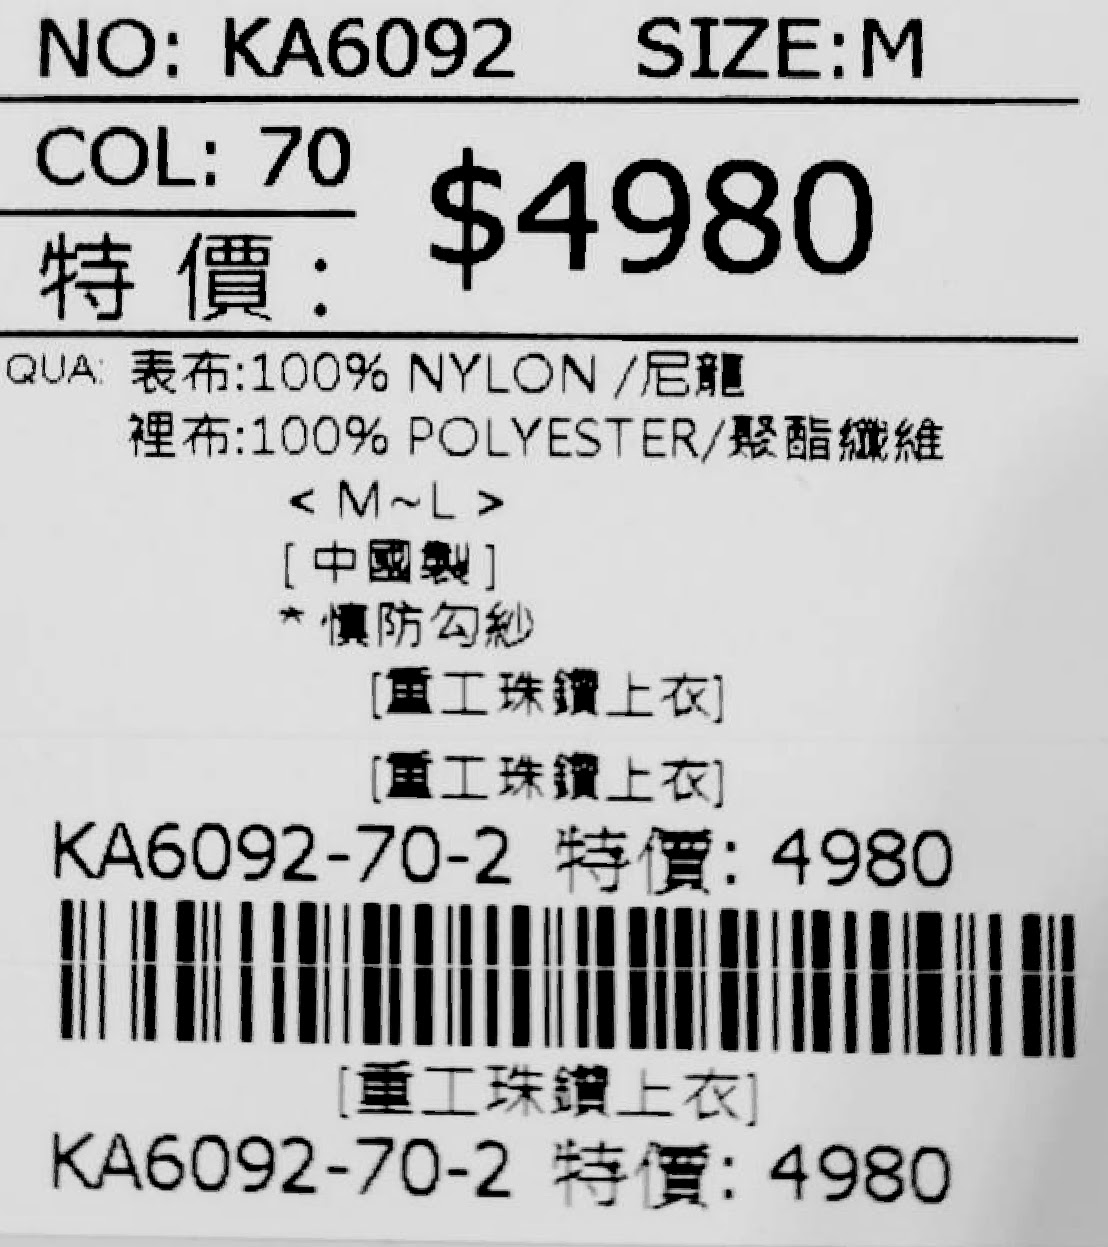 NO: KA6092 SIZE:M
COL: 70
特價: $4980
QUA: 表布:100% NYLON /尼龍
裡布:100% POLYESTER/聚酯纖維
< M~L >
[ 中國製 ]
* 慎防勾紗
[重工珠鑽上衣]
[重工珠鑽上衣]
KA6092-70-2 特價: 4980
[重工珠鑽上衣]
KA6092-70-2 特價: 4980